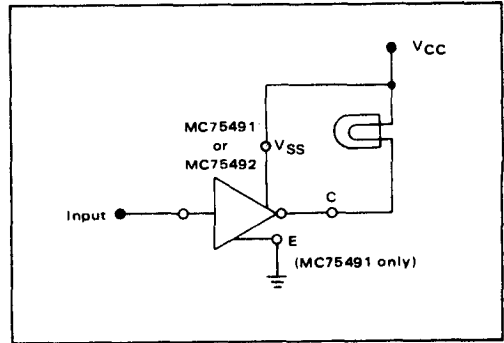 VCC
MC75491
or
MC75492
VSS
C
Input
E
(MC75491 only)